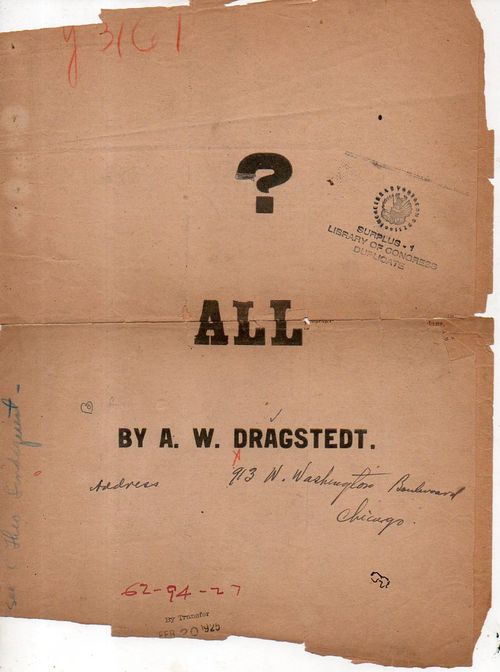 y 3161
?
SURPLUS - 1
LIBRARY OF CONGRESS
DUPLICATE
ALL
BY A. W. DRAGSTEDT.
Address 913 W. Washington Boulevard
Chicago.
62-94-27
By Transfer
FEB 20 1925
See